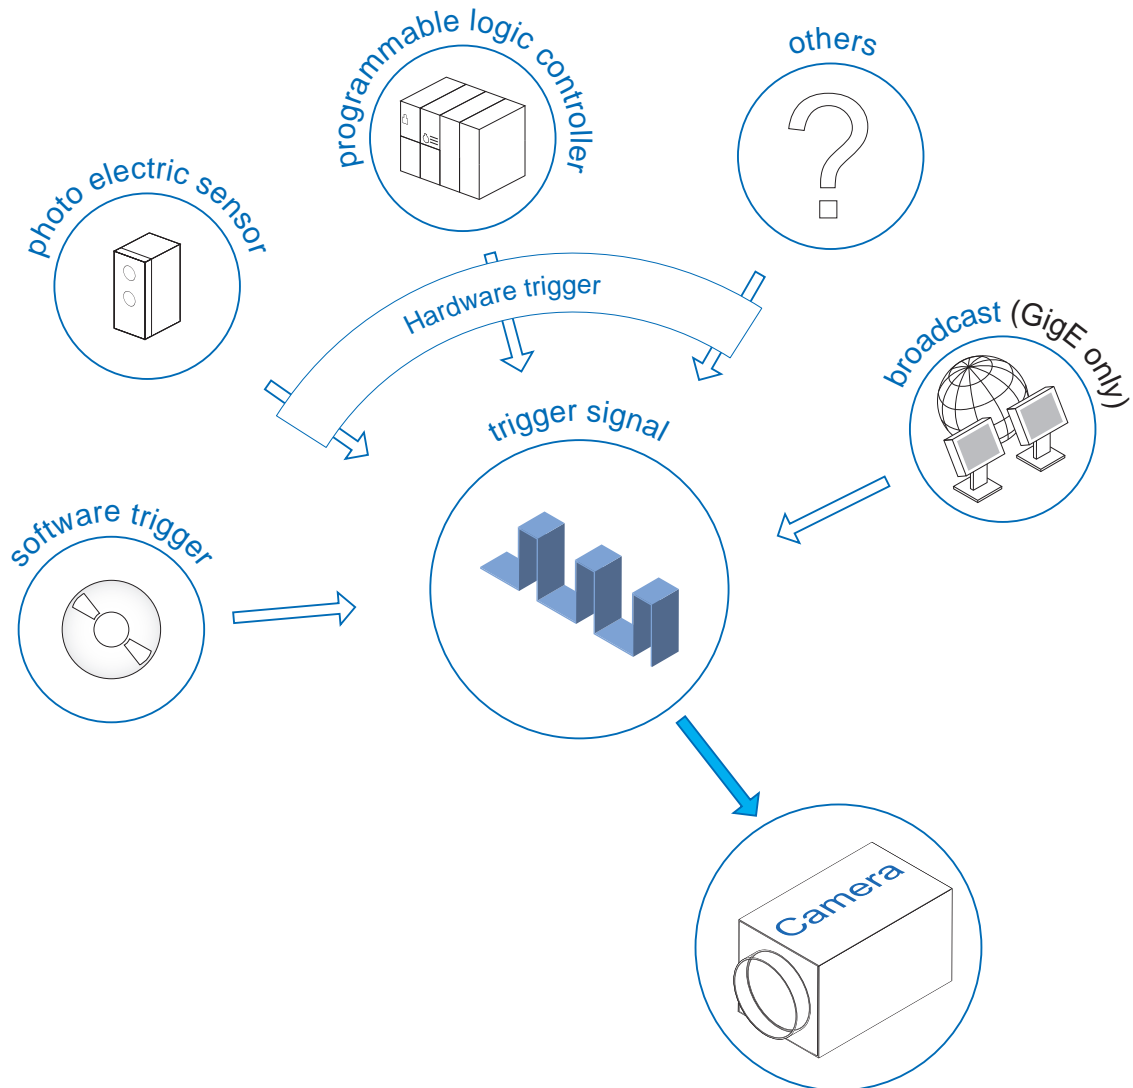 programmable logic controller
others
photo electric sensor
Hardware trigger
broadcast (GigE only)
trigger signal
software trigger
Camera